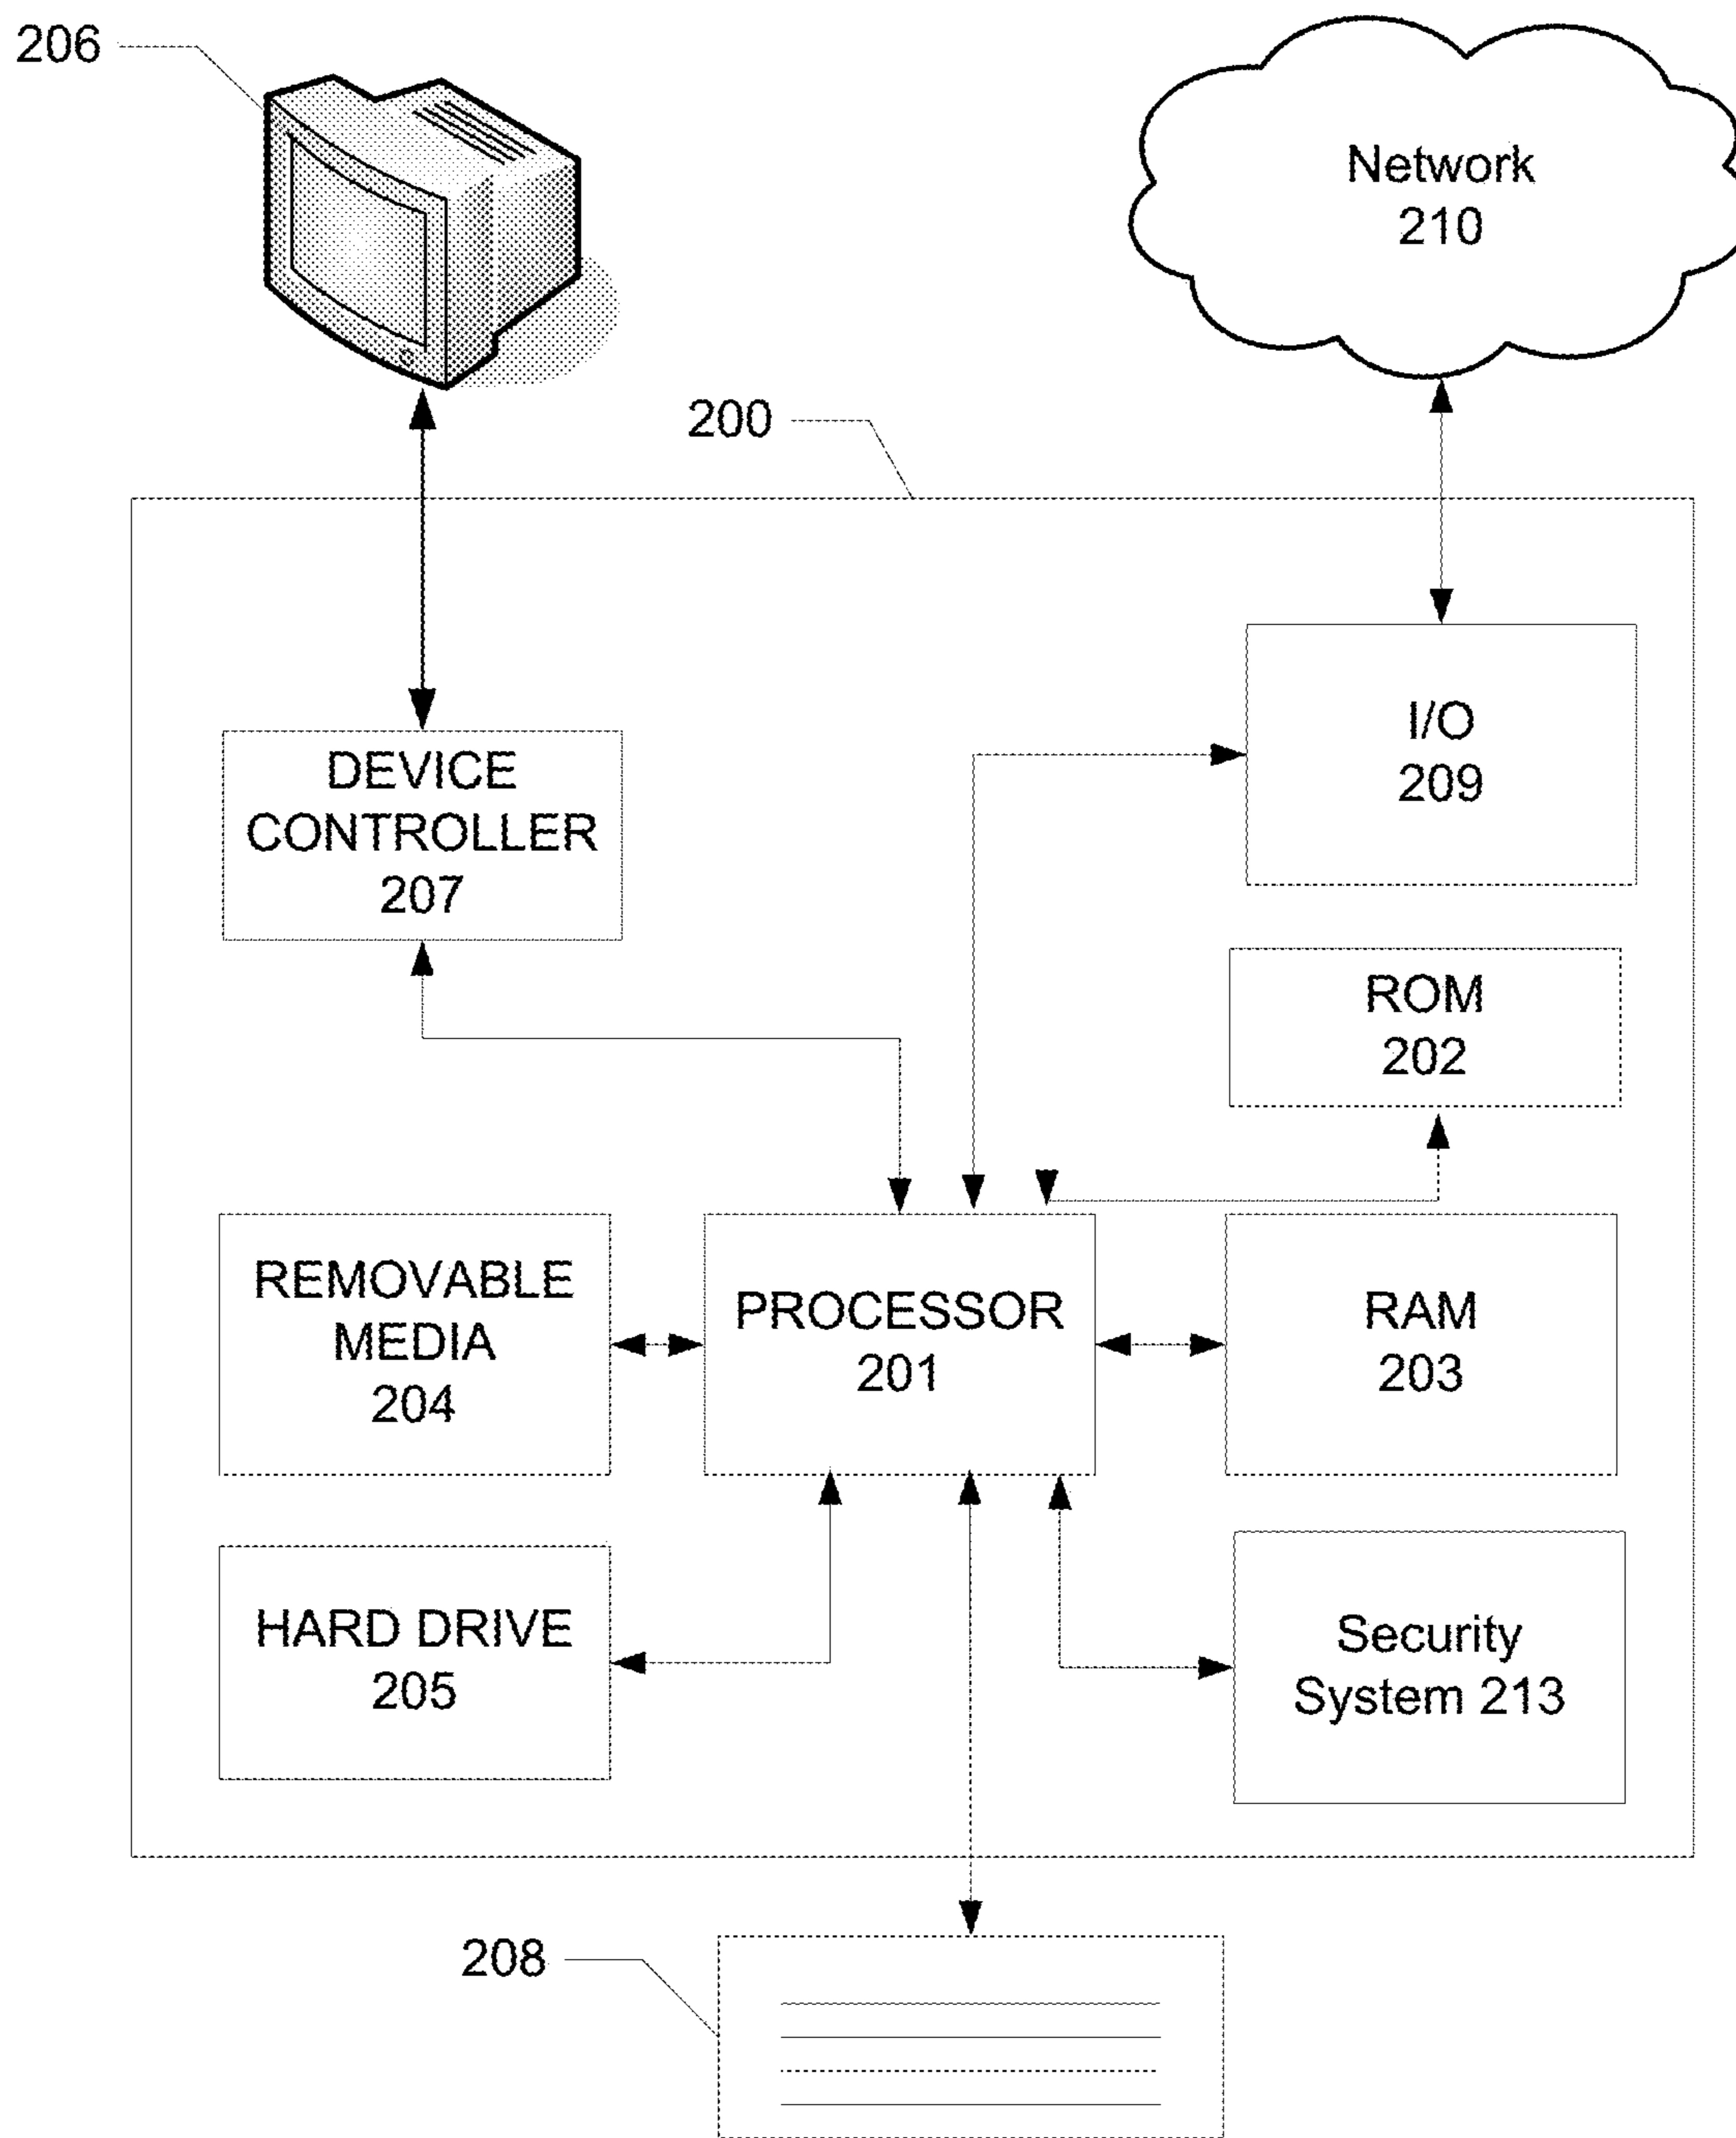 206
Network
210
200
DEVICE
CONTROLLER
207
I/O
209
ROM
202
REMOVABLE
MEDIA
204
PROCESSOR
201
RAM
203
HARD DRIVE
205
Security
System 213
208